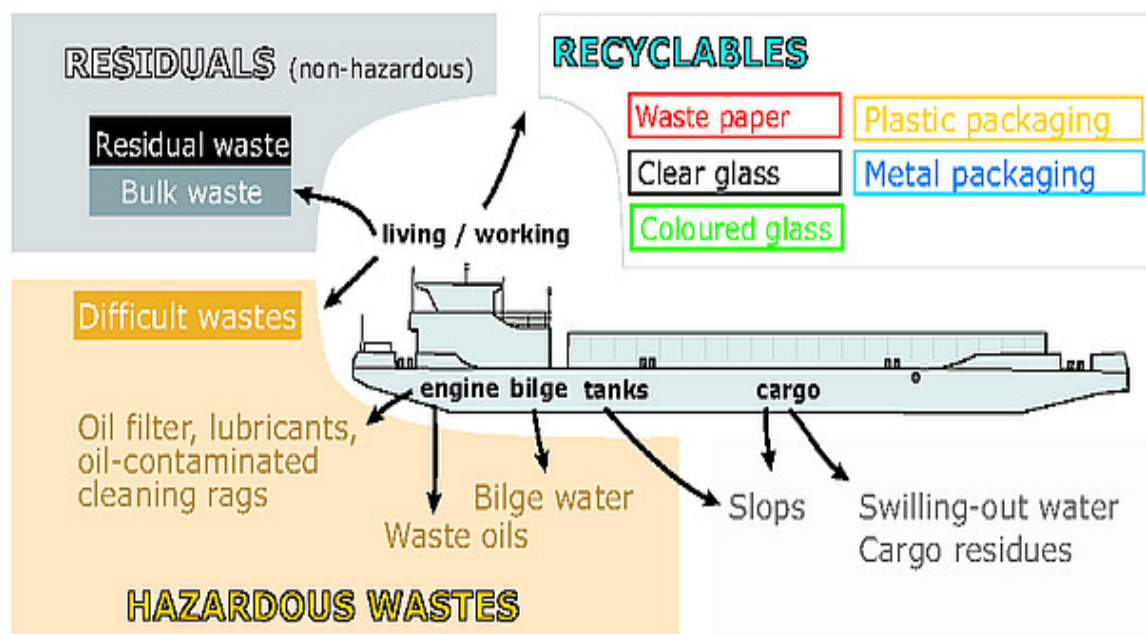 RESIDUALS (non-hazardous)
Residual waste
Bulk waste
RECYCLABLES
Waste paper
Plastic packaging
Clear glass
Metal packaging
Coloured glass
living / working
Difficult wastes
engine bilge tanks cargo
Oil filter, lubricants,
oil-contaminated
cleaning rags
Bilge water
Waste oils
Slops
Swilling-out water
Cargo residues
HAZARDOUS WASTES